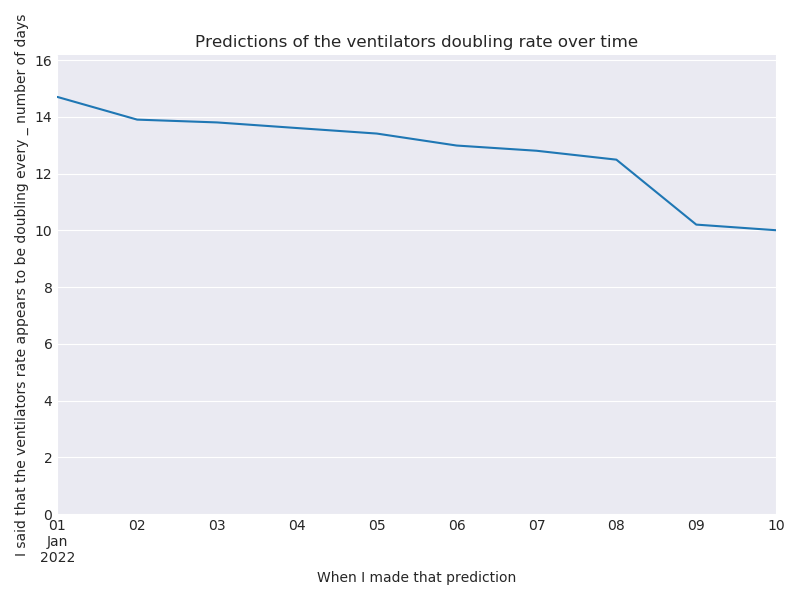 Predictions of the ventilators doubling rate over time
I said that the ventilators rate appears to be doubling every _ number of days
16
14
12
10
8
6
4
2
0
01 02 03 04 05 06 07 08 09 10
Jan
2022
When I made that prediction